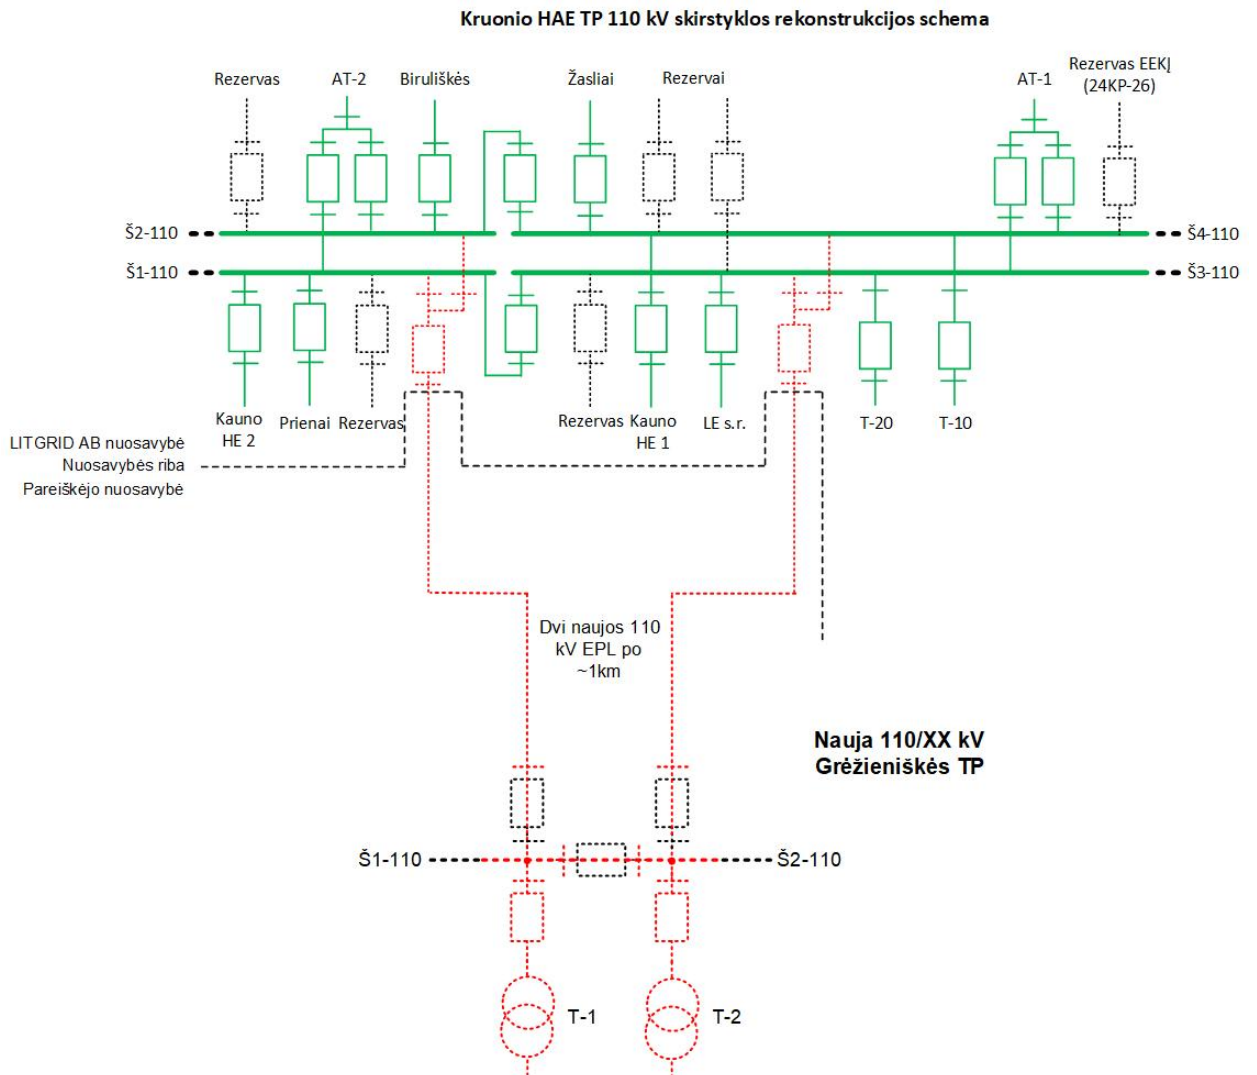 Kruonio HAE TP 110 kV skirstyklos rekonstrukcijos schema
Rezervas
AT-2
Biruliškės
Žasliai
Rezervai
AT-1
Rezervas EEKĮ
(24KP-26)
Š2-110
Š4-110
Š1-110
Š3-110
Kauno
HE 2
Prienai
Rezervas
Rezervas
Kauno
HE 1
LE s.r.
T-20
T-10
LITGRID AB nuosavybė
Nuosavybės riba
Pareiškėjo nuosavybė
Dvi naujos 110
kV EPL po
~1km
Nauja 110/XX kV
Grėžieniškės TP
Š1-110
Š2-110
T-1
T-2